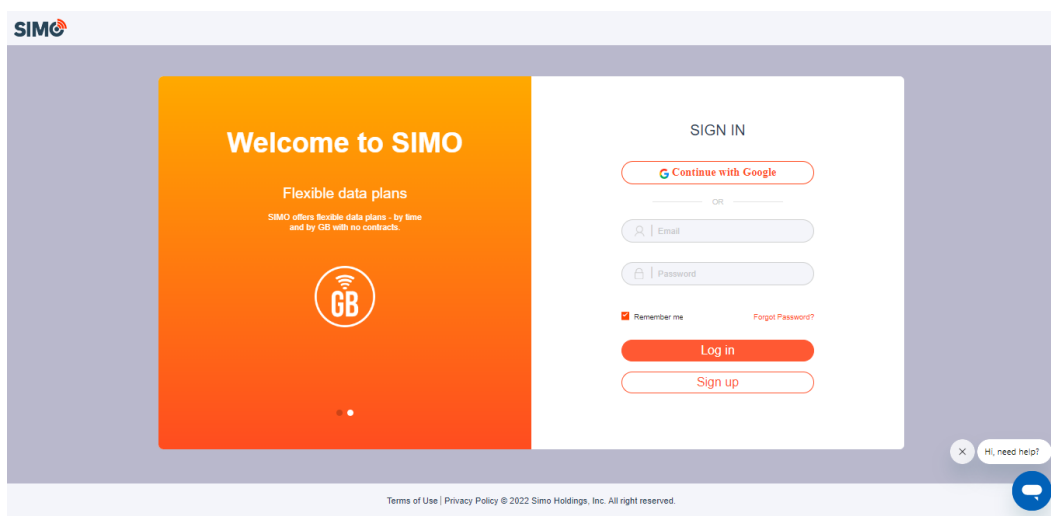 SIMO
Welcome to SIMO
Flexible data plans
SIMO offers flexible data plans - by time
and by GB with no contracts.
GB
SIGN IN
Continue with Google
OR
Email
Password
Remember me
Forgot Password?
Log in
Sign up
Hi, need help?
Terms of Use | Privacy Policy © 2022 Simo Holdings, Inc. All right reserved.